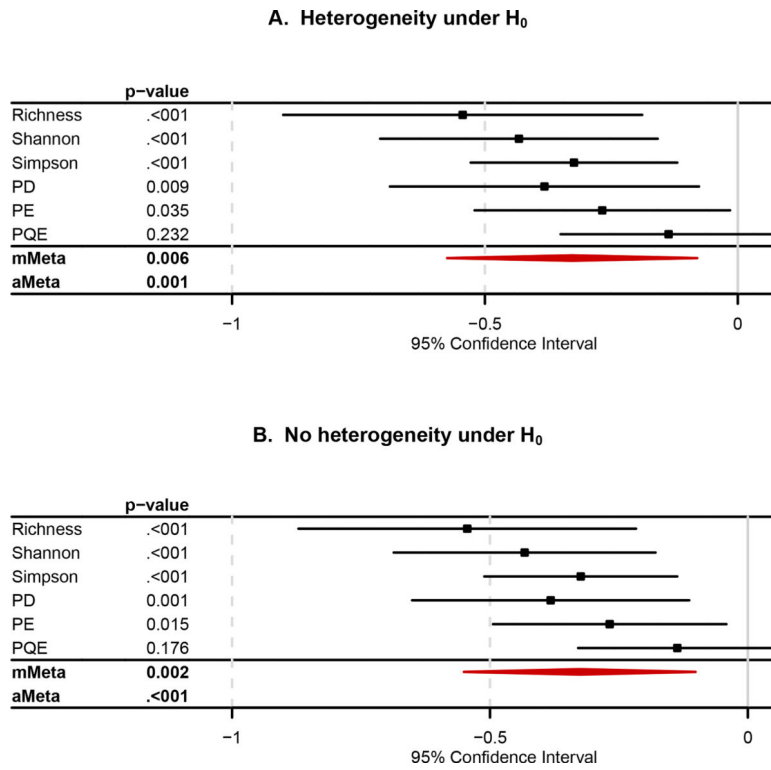 A. Heterogeneity under H₀
p−value
Richness .<001
Shannon .<001
Simpson .<001
PD 0.009
PE 0.035
PQE 0.232
mMeta 0.006
aMeta 0.001
−1 −0.5 0
95% Confidence Interval
B. No heterogeneity under H₀
p−value
Richness .<001
Shannon .<001
Simpson .<001
PD 0.001
PE 0.015
PQE 0.176
mMeta 0.002
aMeta .<001
−1 −0.5 0
95% Confidence Interval